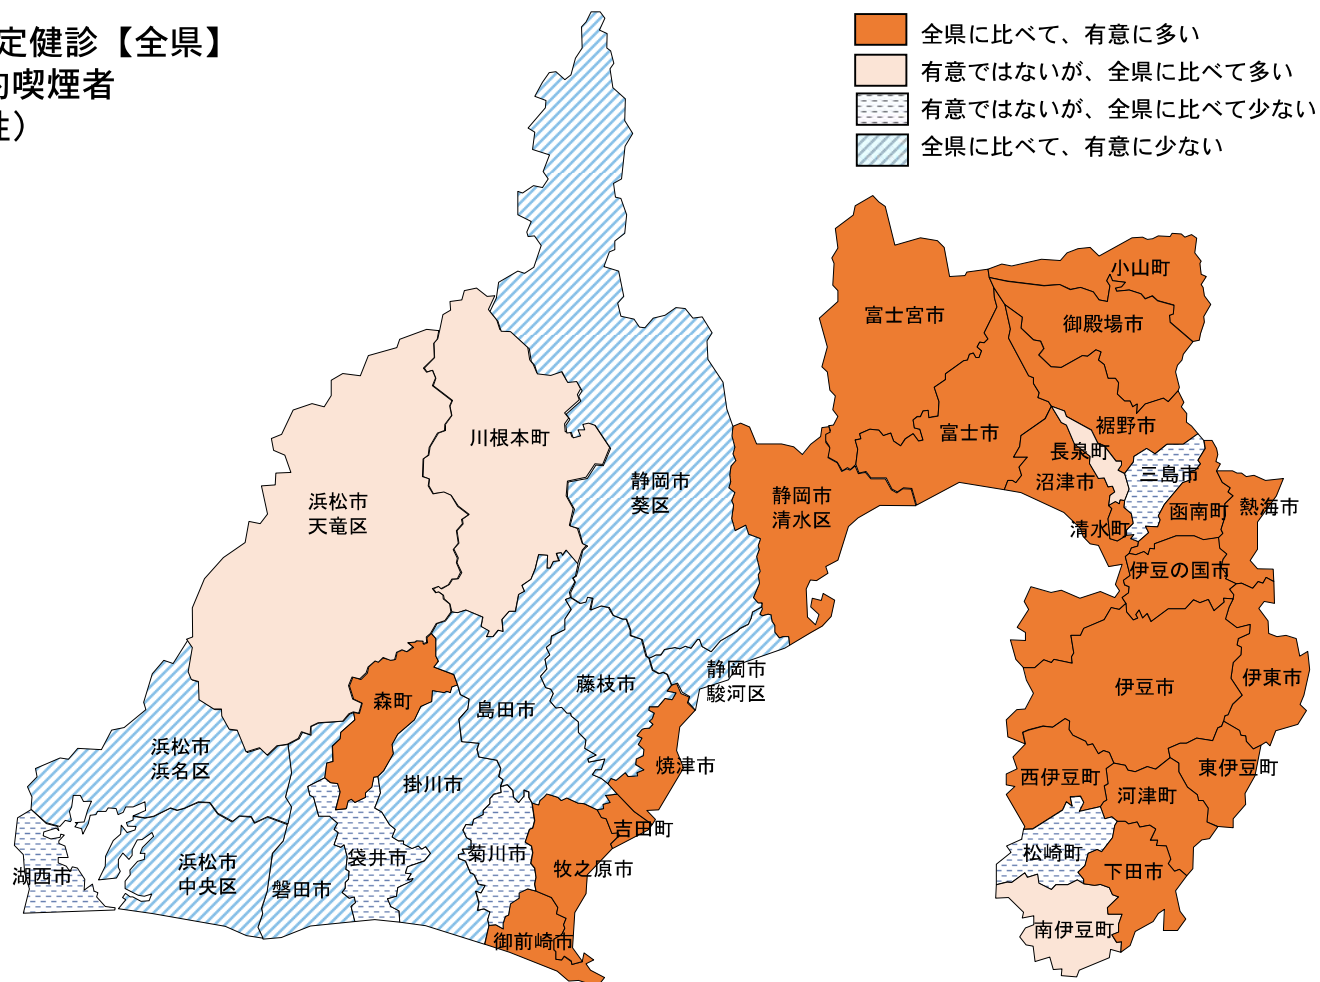 定健診【全県】
的喫煙者
性）
全県に比べて、有意に多い
有意ではないが、全県に比べて多い
有意ではないが、全県に比べて少ない
全県に比べて、有意に少ない
小山町
富士宮市
御殿場市
裾野市
富士市
長泉町
川根本町
三島市
沼津市
静岡市
葵区
静岡市
清水区
浜松市
天竜区
熱海市
函南町
清水町
伊豆の国市
静岡市
駿河区
伊東市
藤枝市
伊豆市
森町
島田市
浜松市
浜名区
焼津市
東伊豆町
西伊豆町
掛川市
河津町
吉田町
菊川市
松崎町
袋井市
浜松市
中央区
牧之原市
下田市
湖西市
磐田市
南伊豆町
御前崎市